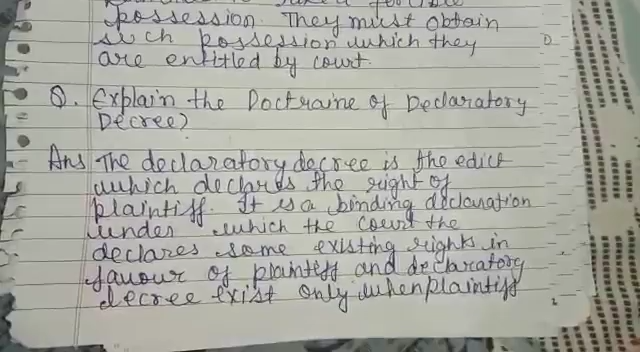 possession. They must obtain
such possession which they
are entitled by court.
Q. Explain the Doctraine of Declaratory
Decree?
Ans The declaratory decree is the edict
which declares the right of
plaintiff. It is a binding declaration
under which the court the
declares some existing rights in
favour of plaintiff and declaratory
decree exist only when plaintiff